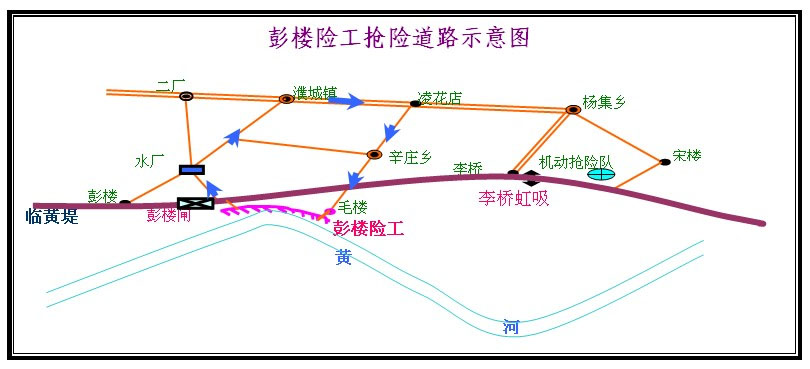 彭楼险工抢险道路示意图
二厂
濮城镇
凌花店
杨集乡
水厂
辛庄乡
李桥
机动抢险队
宋楼
彭楼
李桥虹吸
临黄堤
彭楼闸
毛楼
彭楼险工
黄
河